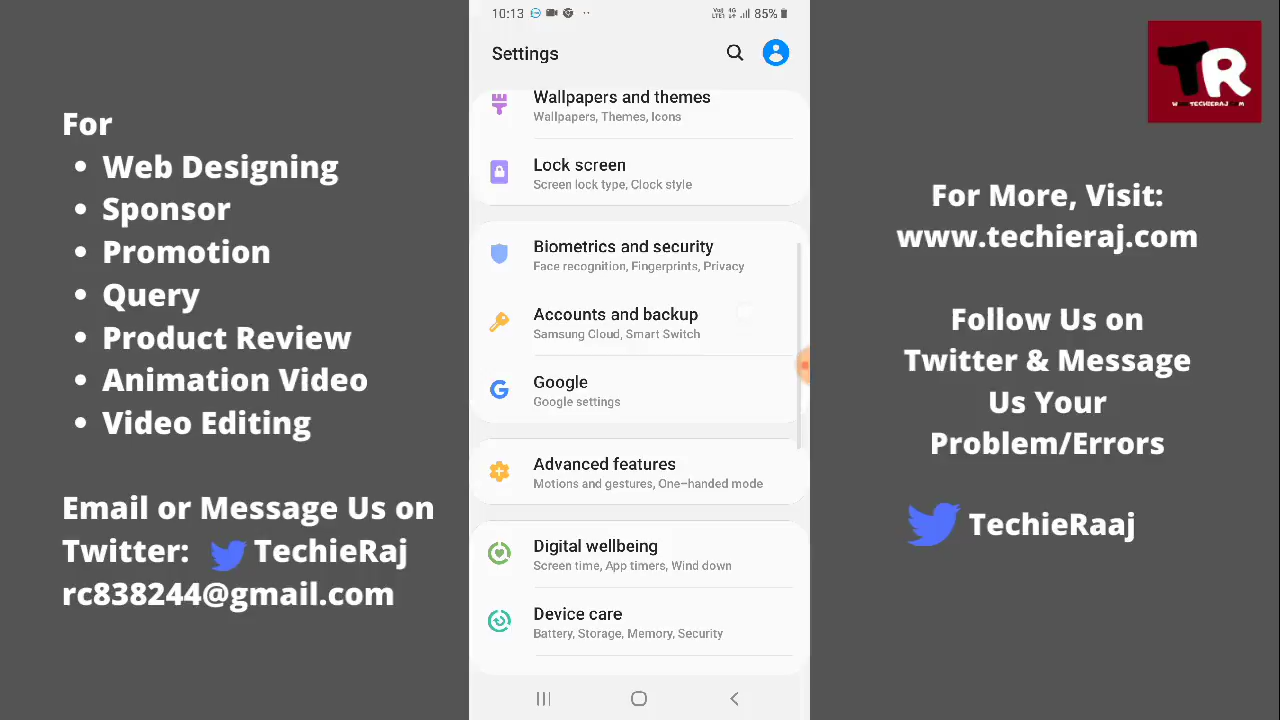 For
• Web Designing
• Sponsor
• Promotion
• Query
• Product Review
• Animation Video
• Video Editing
Email or Message Us on
Twitter: TechieRaj
rc838244@gmail.com
10:13
85%
Settings
Wallpapers and themes
Wallpapers, Themes, Icons
Lock screen
Screen lock type, Clock style
Biometrics and security
Face recognition, Fingerprints, Privacy
Accounts and backup
Samsung Cloud, Smart Switch
Google
Google settings
Advanced features
Motions and gestures, One-handed mode
Digital wellbeing
Screen time, App timers, Wind down
Device care
Battery, Storage, Memory, Security
TR
For More, Visit:
www.techieraj.com
Follow Us on
Twitter & Message
Us Your
Problem/Errors
TechieRaaj